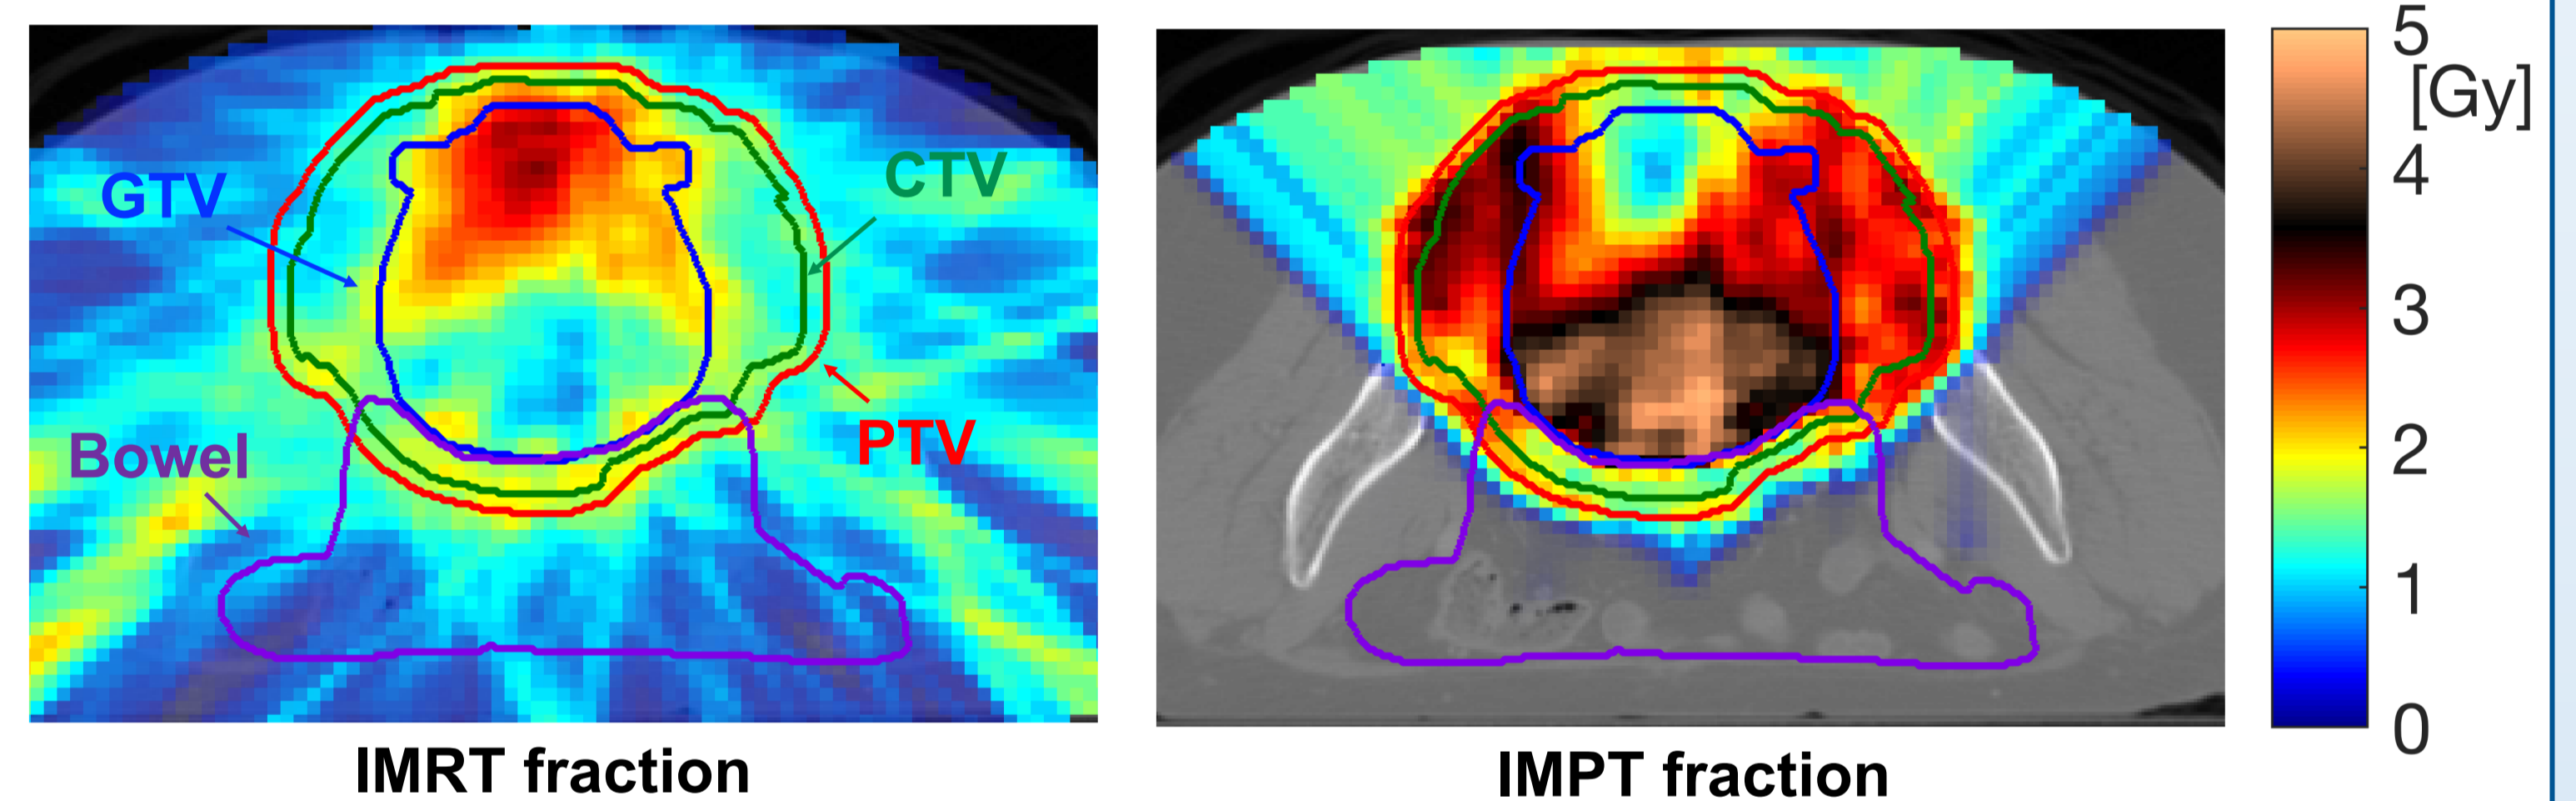 GTV
CTV
Bowel
PTV
IMRT fraction
IMPT fraction
5
[Gy]
4
3
2
1
0